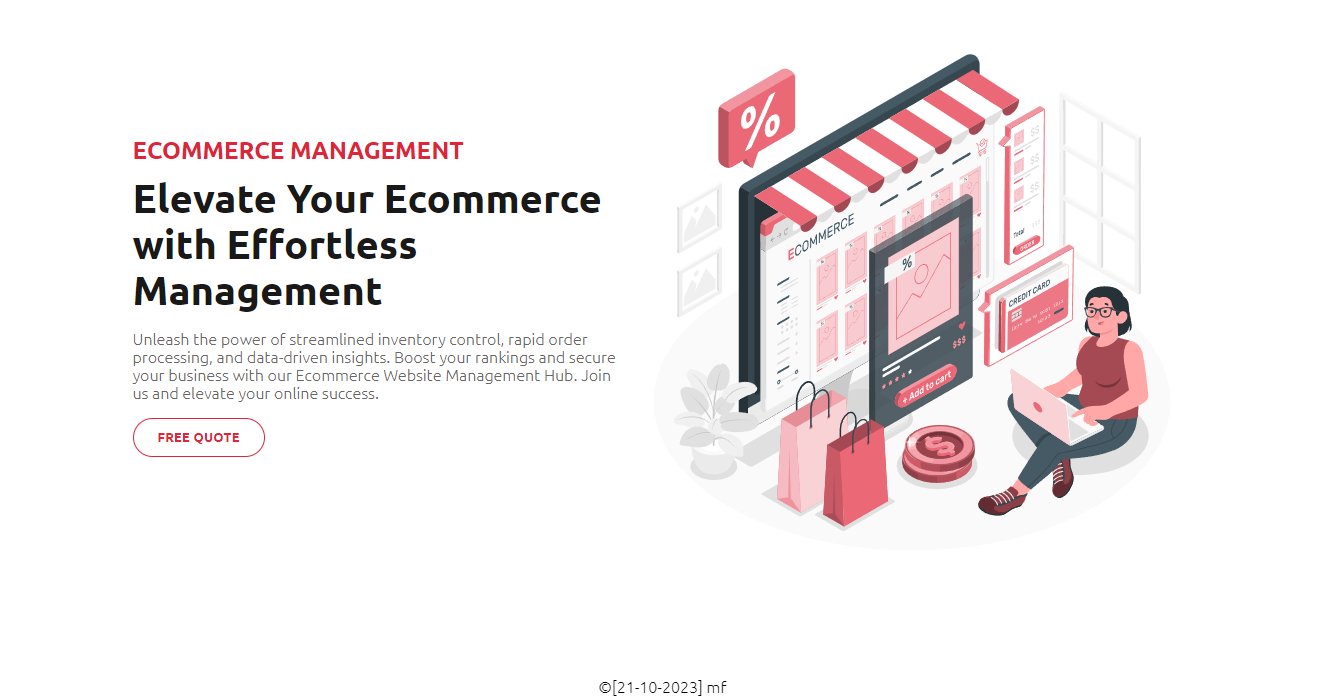 ECOMMERCE MANAGEMENT
Elevate Your Ecommerce
with Effortless
Management
Unleash the power of streamlined inventory control, rapid order
processing, and data-driven insights. Boost your rankings and secure
your business with our Ecommerce Website Management Hub. Join
us and elevate your online success.
FREE QUOTE
%
ECOMMERCE
%
$$
$$
$$
Total
$$$
+ Add to cart
CREDIT CARD
$
©[21-10-2023] mf